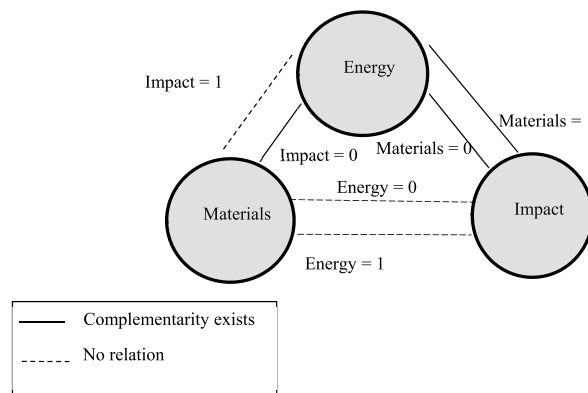 Energy
Impact = 1
Materials =
Impact = 0
Materials = 0
Energy = 0
Materials
Impact
Energy = 1
Complementarity exists
No relation